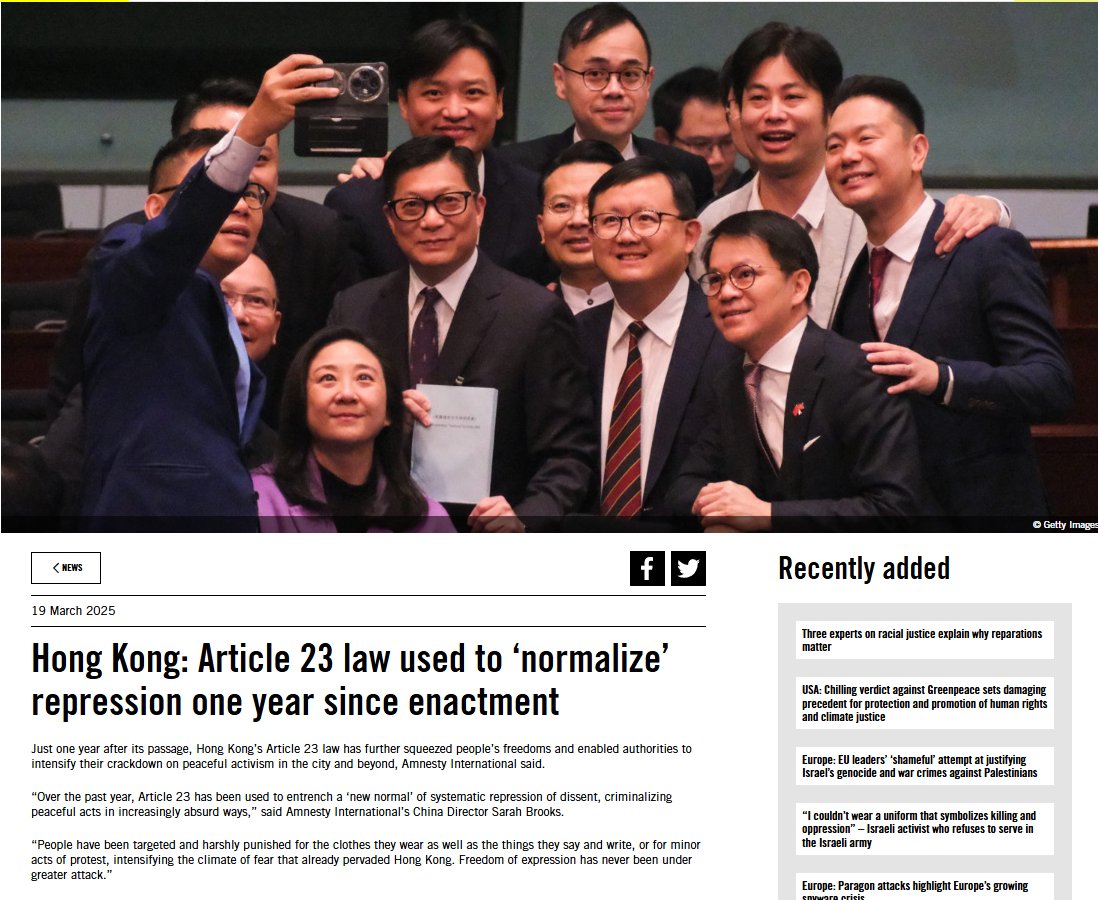 © Getty Images
NEWS
19 March 2025
Hong Kong: Article 23 law used to ‘normalize’
repression one year since enactment
Just one year after its passage, Hong Kong’s Article 23 law has further squeezed people’s freedoms and enabled authorities to
intensify their crackdown on peaceful activism in the city and beyond, Amnesty International said.
“Over the past year, Article 23 has been used to entrench a ‘new normal’ of systematic repression of dissent, criminalizing
peaceful acts in increasingly absurd ways,” said Amnesty International’s China Director Sarah Brooks.
“People have been targeted and harshly punished for the clothes they wear as well as the things they say and write, or for minor
acts of protest, intensifying the climate of fear that already pervaded Hong Kong. Freedom of expression has never been under
greater attack.”
Recently added
Three experts on racial justice explain why reparations
matter
USA: Chilling verdict against Greenpeace sets damaging
precedent for protection and promotion of human rights
and climate justice
Europe: EU leaders’ ‘shameful’ attempt at justifying
Israel’s genocide and war crimes against Palestinians
“I couldn’t wear a uniform that symbolizes killing and
oppression” – Israeli activist who refuses to serve in
the Israeli army
Europe: Paragon attacks highlight Europe’s growing
spyware crisis